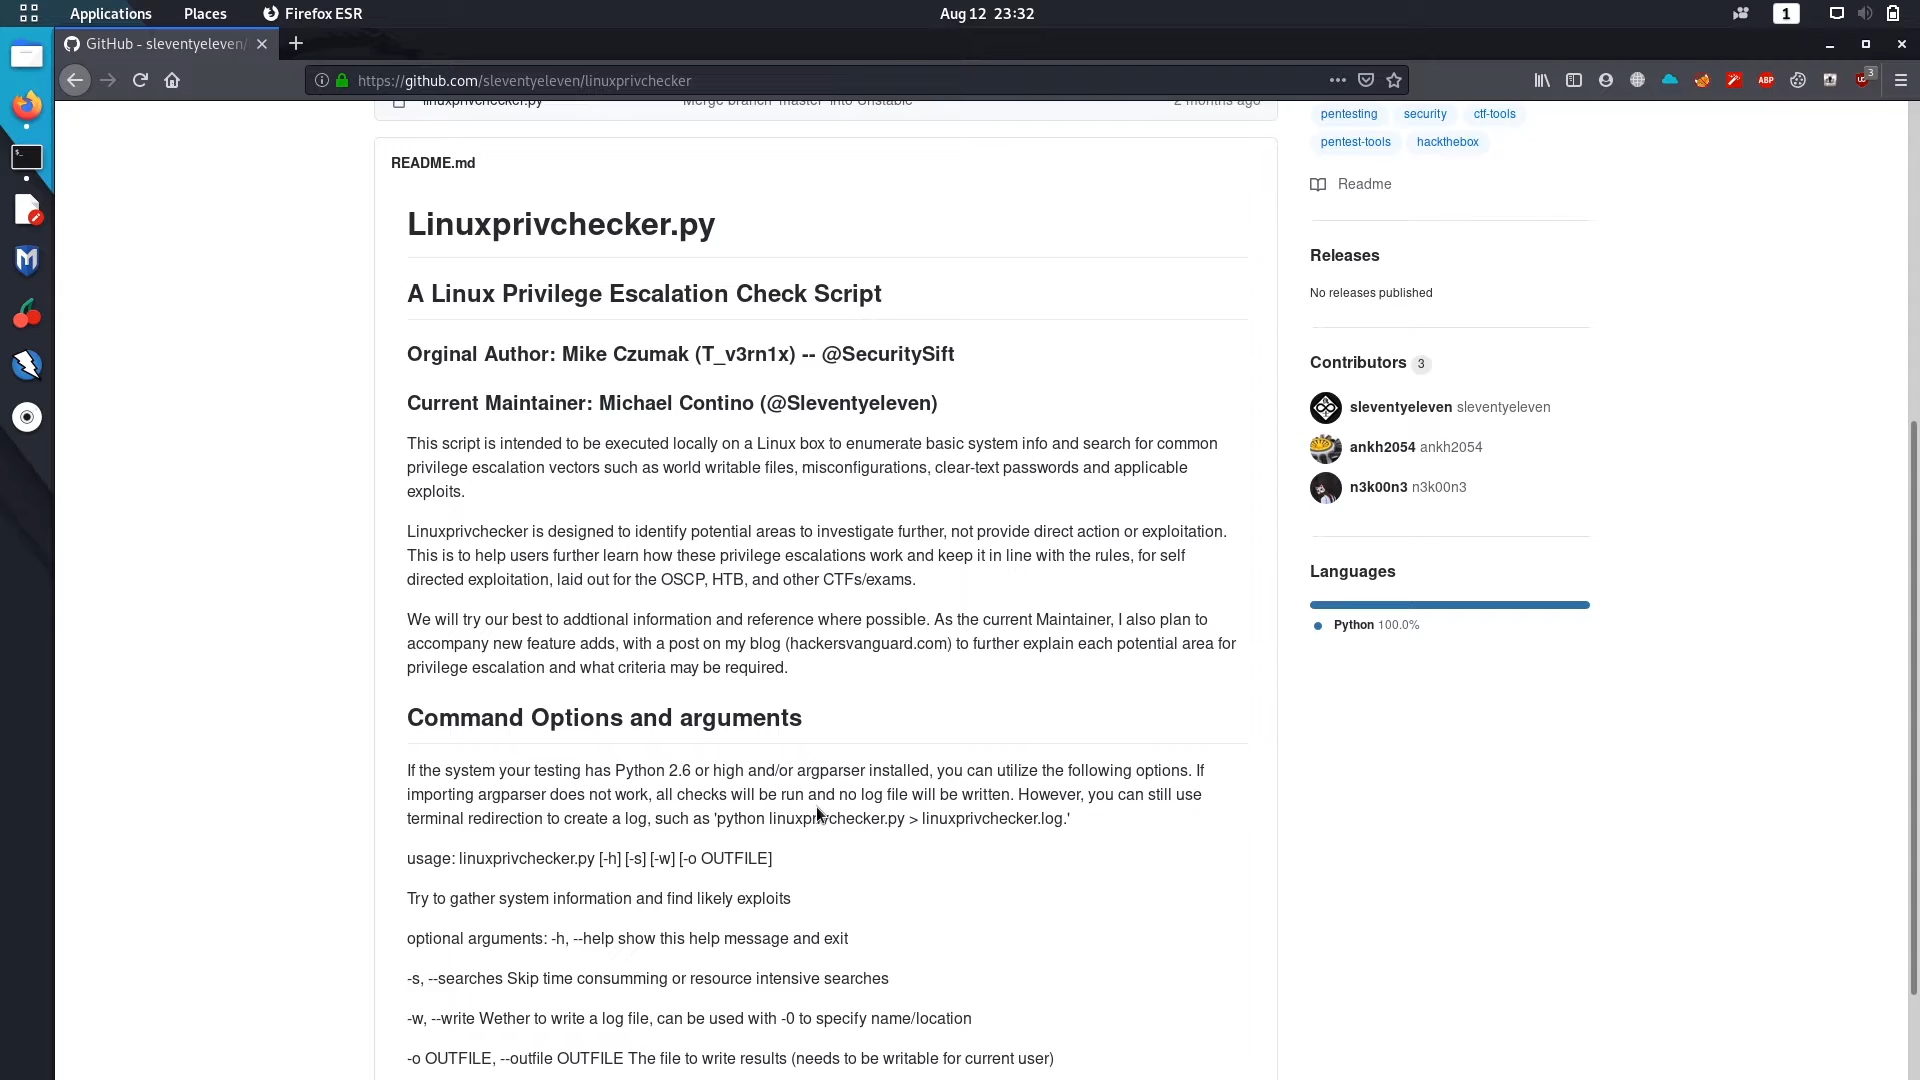 Applications Places Firefox ESR Aug 12 23:32 1
GitHub - sleventyeleven/
https://github.com/sleventyeleven/linuxprivchecker ABP 3
linuxprivchecker.py Merge branch 'master' into Unstable 2 months ago
README.md
Linuxprivchecker.py
A Linux Privilege Escalation Check Script
Orginal Author: Mike Czumak (T_v3rn1x) -- @SecuritySift
Current Maintainer: Michael Contino (@Sleventyeleven)
This script is intended to be executed locally on a Linux box to enumerate basic system info and search for common
privilege escalation vectors such as world writable files, misconfigurations, clear-text passwords and applicable
exploits.
Linuxprivchecker is designed to identify potential areas to investigate further, not provide direct action or exploitation.
This is to help users further learn how these privilege escalations work and keep it in line with the rules, for self
directed exploitation, laid out for the OSCP, HTB, and other CTFs/exams.
We will try our best to addtional information and reference where possible. As the current Maintainer, I also plan to
accompany new feature adds, with a post on my blog (hackersvanguard.com) to further explain each potential area for
privilege escalation and what criteria may be required.
Command Options and arguments
If the system your testing has Python 2.6 or high and/or argparser installed, you can utilize the following options. If
importing argparser does not work, all checks will be run and no log file will be written. However, you can still use
terminal redirection to create a log, such as 'python linuxprivchecker.py > linuxprivchecker.log.'
usage: linuxprivchecker.py [-h] [-s] [-w] [-o OUTFILE]
Try to gather system information and find likely exploits
optional arguments: -h, --help show this help message and exit
-s, --searches Skip time consumming or resource intensive searches
-w, --write Wether to write a log file, can be used with -0 to specify name/location
-o OUTFILE, --outfile OUTFILE The file to write results (needs to be writable for current user)
pentesting security ctf-tools
pentest-tools hackthebox
Readme
Releases
No releases published
Contributors 3
sleventyeleven sleventyeleven
ankh2054 ankh2054
n3k00n3 n3k00n3
Languages
Python 100.0%